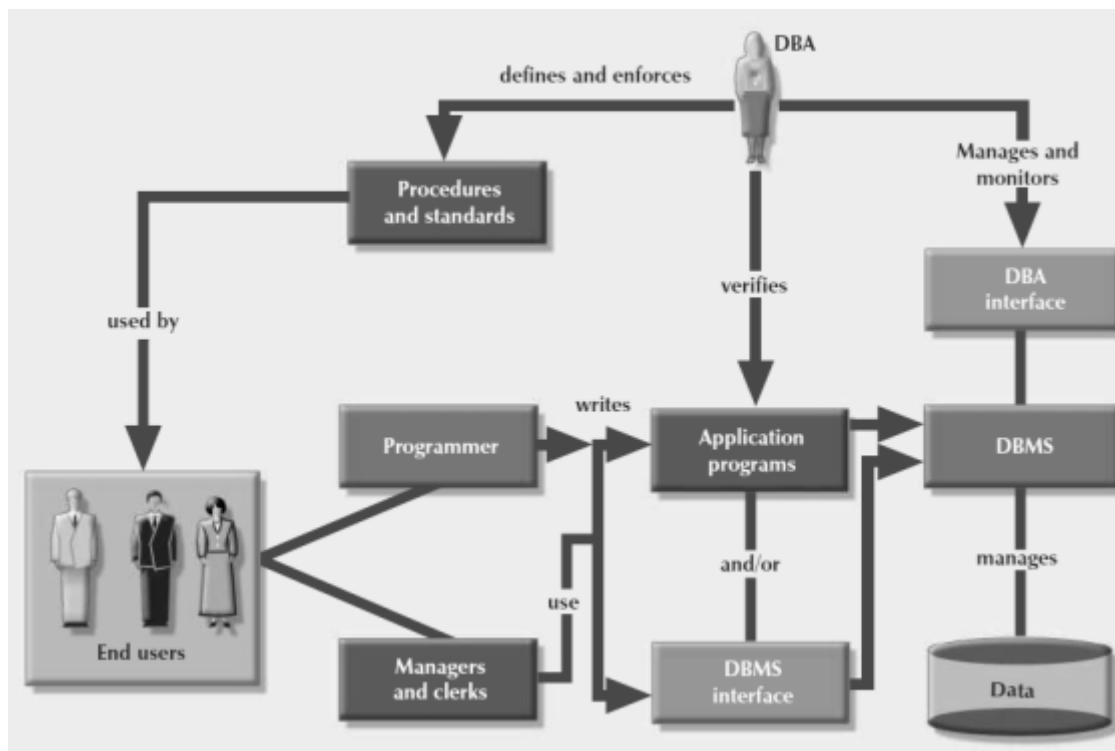 DBA
defines and enforces
Manages and
monitors
Procedures
and standards
DBA
interface
verifies
used by
writes
Programmer
Application
programs
DBMS
and/or
manages
use
End users
Managers
and clerks
DBMS
interface
Data